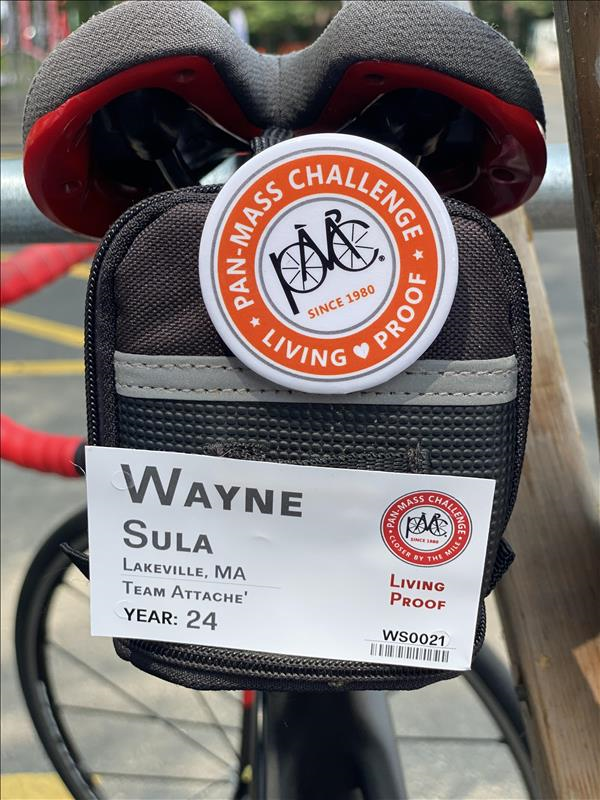 PAN-MASS CHALLENGE
PMC®
SINCE 1980
LIVING PROOF
WAYNE
SULA
LAKEVILLE, MA
TEAM ATTACHE'
YEAR: 24
PAN-MASS CHALLENGE
PMC
SINCE 1980
CLOSER BY THE MILE
LIVING
PROOF
WS0021